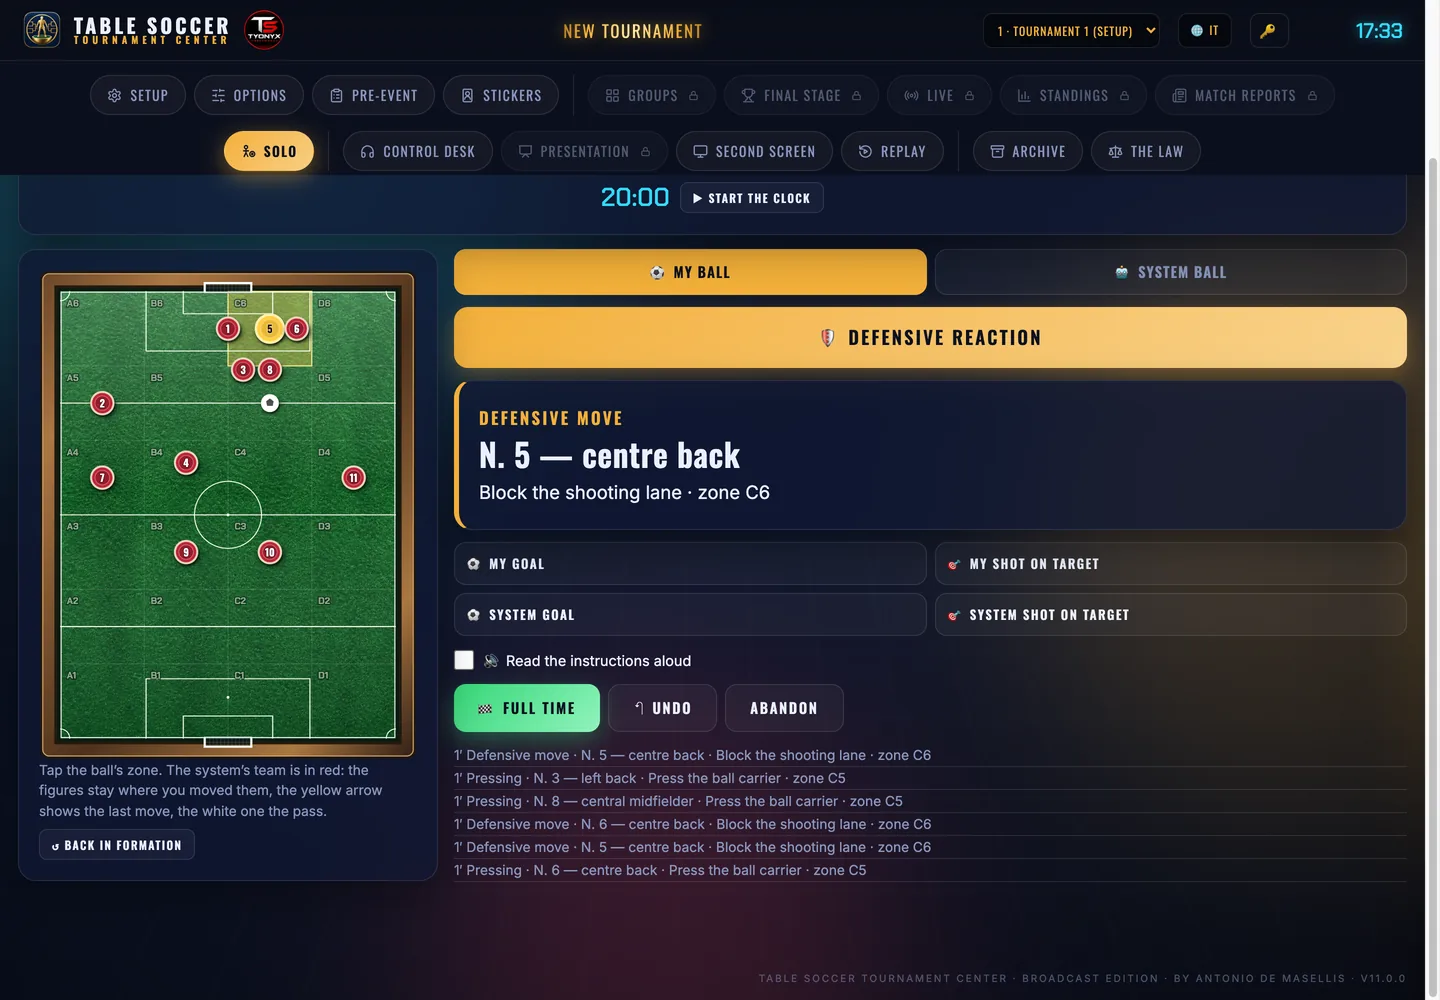 TABLE SOCCER
TOURNAMENT CENTER
TS
TYONYX
NEW TOURNAMENT
1 · TOURNAMENT 1 (SETUP)
IT
17:33
SETUP
OPTIONS
PRE-EVENT
STICKERS
GROUPS
FINAL STAGE
LIVE
STANDINGS
MATCH REPORTS
SOLO
CONTROL DESK
PRESENTATION
SECOND SCREEN
REPLAY
ARCHIVE
THE LAW
20:00
▶ START THE CLOCK
A6 B6 C6 D6
1 5 6
3 8
A5 B5 D5
2
A4 B4 C4 D4
4
7 11
A3 B3 C3 D3
9 10
A2 B2 C2 D2
A1 B1 C1 D1
Tap the ball’s zone. The system’s team is in red: the
figures stay where you moved them, the yellow arrow
shows the last move, the white one the pass.
↺ BACK IN FORMATION
MY BALL
SYSTEM BALL
DEFENSIVE REACTION
DEFENSIVE MOVE
N. 5 — centre back
Block the shooting lane · zone C6
MY GOAL
MY SHOT ON TARGET
SYSTEM GOAL
SYSTEM SHOT ON TARGET
Read the instructions aloud
FULL TIME
UNDO
ABANDON
1′ Defensive move · N. 5 — centre back · Block the shooting lane · zone C6
1′ Pressing · N. 3 — left back · Press the ball carrier · zone C5
1′ Pressing · N. 8 — central midfielder · Press the ball carrier · zone C5
1′ Defensive move · N. 6 — centre back · Block the shooting lane · zone C6
1′ Defensive move · N. 5 — centre back · Block the shooting lane · zone C6
1′ Pressing · N. 6 — centre back · Press the ball carrier · zone C5
TABLE SOCCER TOURNAMENT CENTER · BROADCAST EDITION · BY ANTONIO DE MASELLIS · V11.0.0